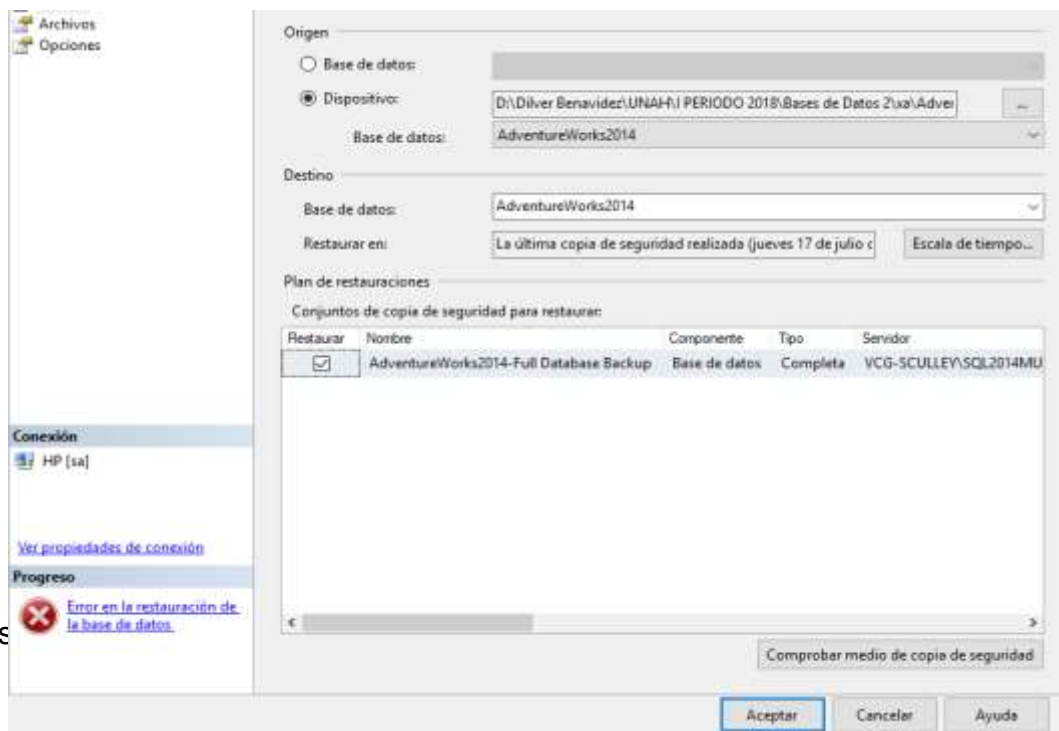 Archivos
Opciones
Origen
Base de datos:
Dispositivo:
D:\Dilver Benavidez\UNAH\I PERIODO 2018\Bases de Datos 2\xa\Adver
...
Base de datos:
AdventureWorks2014
Destino
Base de datos:
AdventureWorks2014
Restaurar en:
La última copia de seguridad realizada (jueves 17 de julio c
Escala de tiempo...
Plan de restauraciones
Conjuntos de copia de seguridad para restaurar:
Restaurar Nombre Componente Tipo Servidor
AdventureWorks2014-Full Database Backup Base de datos Completa VCG-SCULLEY\SQL2014MU
Conexión
HP [sa]
Ver propiedades de conexión
Progreso
Error en la restauración de
la base de datos
s
Comprobar medio de copia de seguridad
Aceptar Cancelar Ayuda